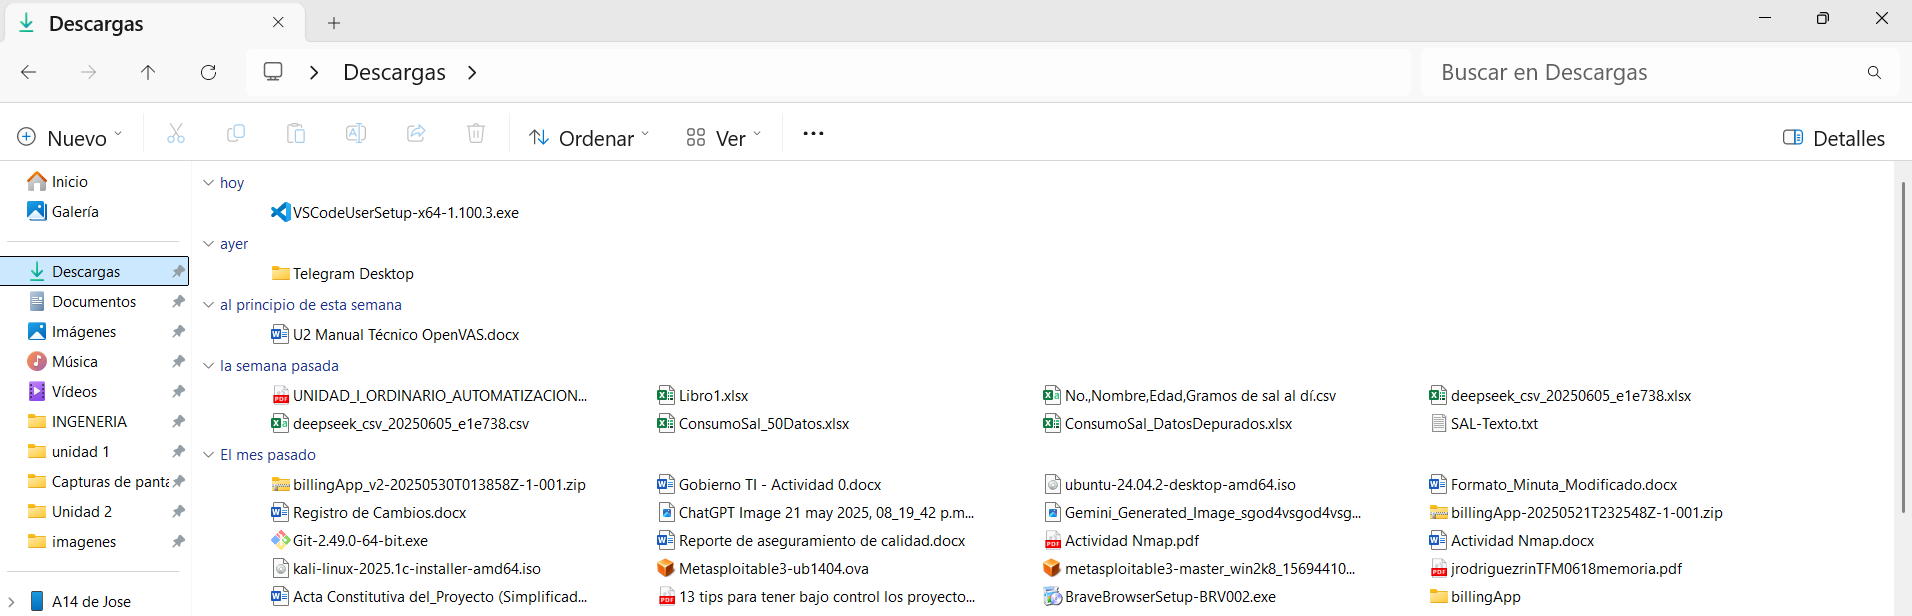 Descargas
Descargas
Buscar en Descargas
Nuevo
Ordenar
Ver
Detalles
Inicio
Galería
Descargas
Documentos
Imágenes
Música
Vídeos
INGENERIA
unidad 1
Capturas de panta
Unidad 2
imagenes
A14 de Jose
hoy
VSCodeUserSetup-x64-1.100.3.exe
ayer
Telegram Desktop
al principio de esta semana
U2 Manual Técnico OpenVAS.docx
la semana pasada
UNIDAD_I_ORDINARIO_AUTOMATIZACION... Libro1.xlsx No.,Nombre,Edad,Gramos de sal al dí.csv deepseek_csv_20250605_e1e738.xlsx
deepseek_csv_20250605_e1e738.csv ConsumoSal_50Datos.xlsx ConsumoSal_DatosDepurados.xlsx SAL-Texto.txt
El mes pasado
billingApp_v2-20250530T013858Z-1-001.zip Gobierno TI - Actividad 0.docx ubuntu-24.04.2-desktop-amd64.iso Formato_Minuta_Modificado.docx
Registro de Cambios.docx ChatGPT Image 21 may 2025, 08_19_42 p.m... Gemini_Generated_Image_sgod4vsgod4vsg... billingApp-20250521T232548Z-1-001.zip
Git-2.49.0-64-bit.exe Reporte de aseguramiento de calidad.docx Actividad Nmap.pdf Actividad Nmap.docx
kali-linux-2025.1c-installer-amd64.iso Metasploitable3-ub1404.ova metasploitable3-master_win2k8_15694410... jrodriguezrinTFM0618memoria.pdf
Acta Constitutiva del_Proyecto (Simplificad... 13 tips para tener bajo control los proyecto... BraveBrowserSetup-BRV002.exe billingApp